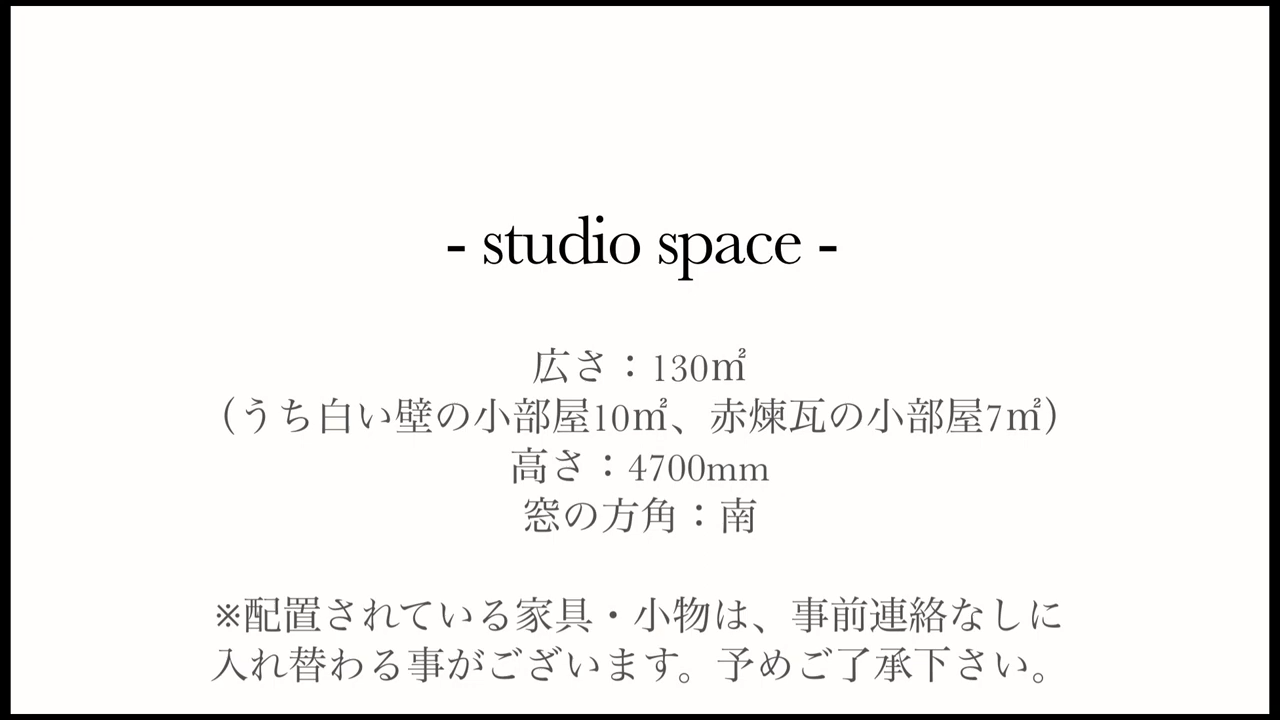 - studio space -
広さ：130㎡
（うち白い壁の小部屋10㎡、赤煉瓦の小部屋7㎡）
高さ：4700mm
窓の方角：南
※配置されている家具・小物は、事前連絡なしに
入れ替わる事がございます。予めご了承下さい。